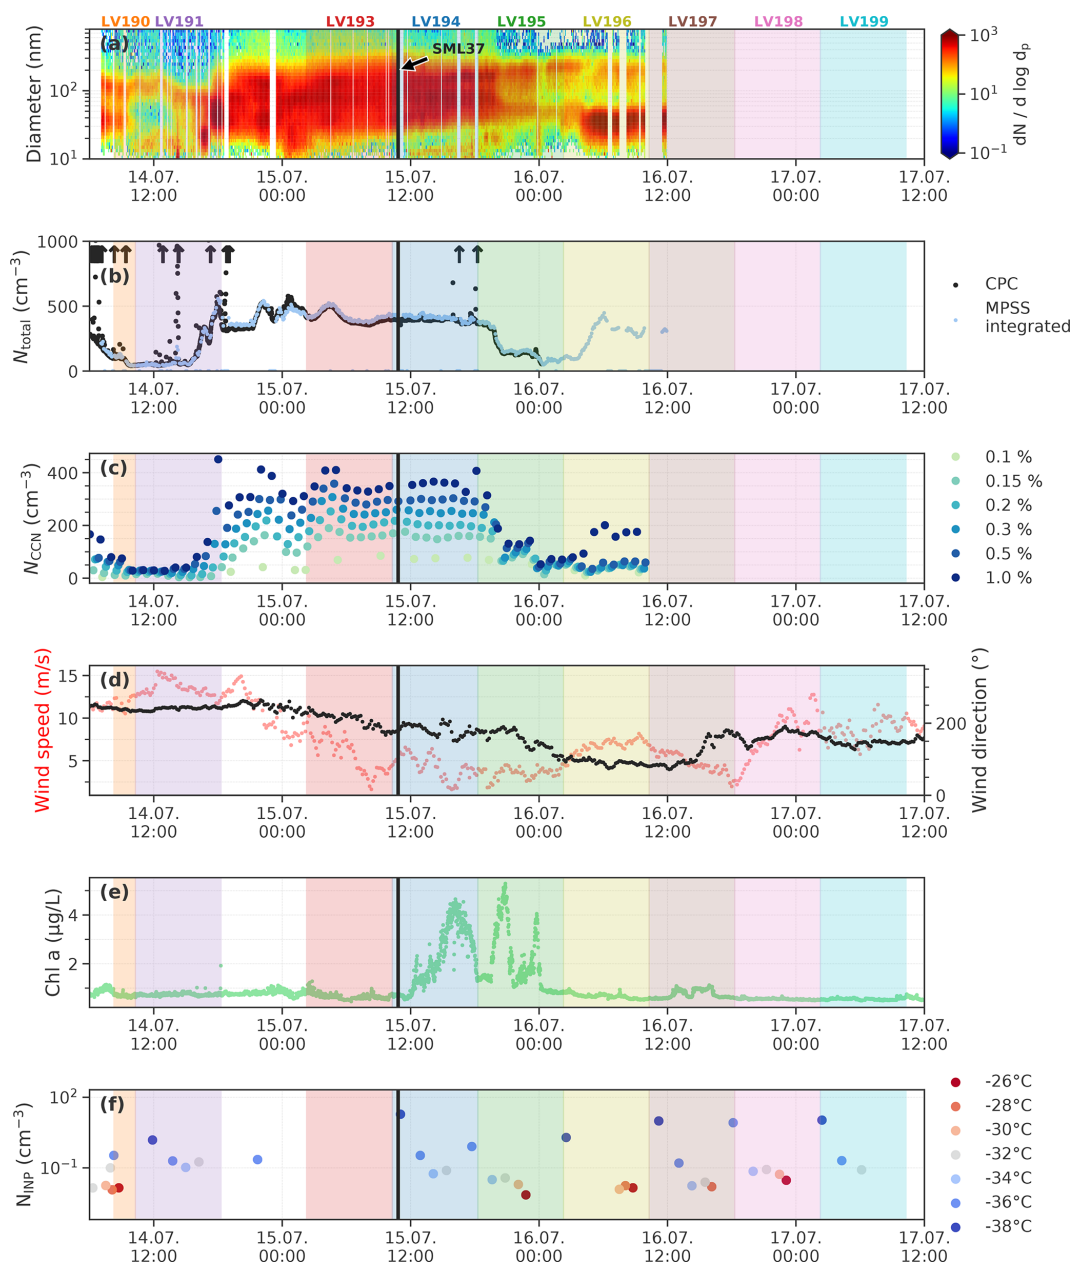 LV190 LV191 LV193 LV194 LV195 LV196 LV197 LV198 LV199
(a)
SML37
Diameter (nm)
10²
10¹
14.07. 15.07. 15.07. 16.07. 16.07. 17.07. 17.07.
12:00 00:00 12:00 00:00 12:00 00:00 12:00
10³
10¹
10⁻¹
dN / d log dₚ
(b)
N_total (cm⁻³)
1000
500
0
14.07. 15.07. 15.07. 16.07. 16.07. 17.07. 17.07.
12:00 00:00 12:00 00:00 12:00 00:00 12:00
CPC
MPSS
integrated
(c)
N_CCN (cm⁻³)
400
200
0
14.07. 15.07. 15.07. 16.07. 16.07. 17.07. 17.07.
12:00 00:00 12:00 00:00 12:00 00:00 12:00
0.1 %
0.15 %
0.2 %
0.3 %
0.5 %
1.0 %
(d)
Wind speed (m/s)
15
10
5
200
0
Wind direction (°)
14.07. 15.07. 15.07. 16.07. 16.07. 17.07. 17.07.
12:00 00:00 12:00 00:00 12:00 00:00 12:00
(e)
Chl a (μg/L)
4
2
14.07. 15.07. 15.07. 16.07. 16.07. 17.07. 17.07.
12:00 00:00 12:00 00:00 12:00 00:00 12:00
(f)
N_INP (cm⁻³)
10²
10⁻¹
14.07. 15.07. 15.07. 16.07. 16.07. 17.07. 17.07.
12:00 00:00 12:00 00:00 12:00 00:00 12:00
-26°C
-28°C
-30°C
-32°C
-34°C
-36°C
-38°C